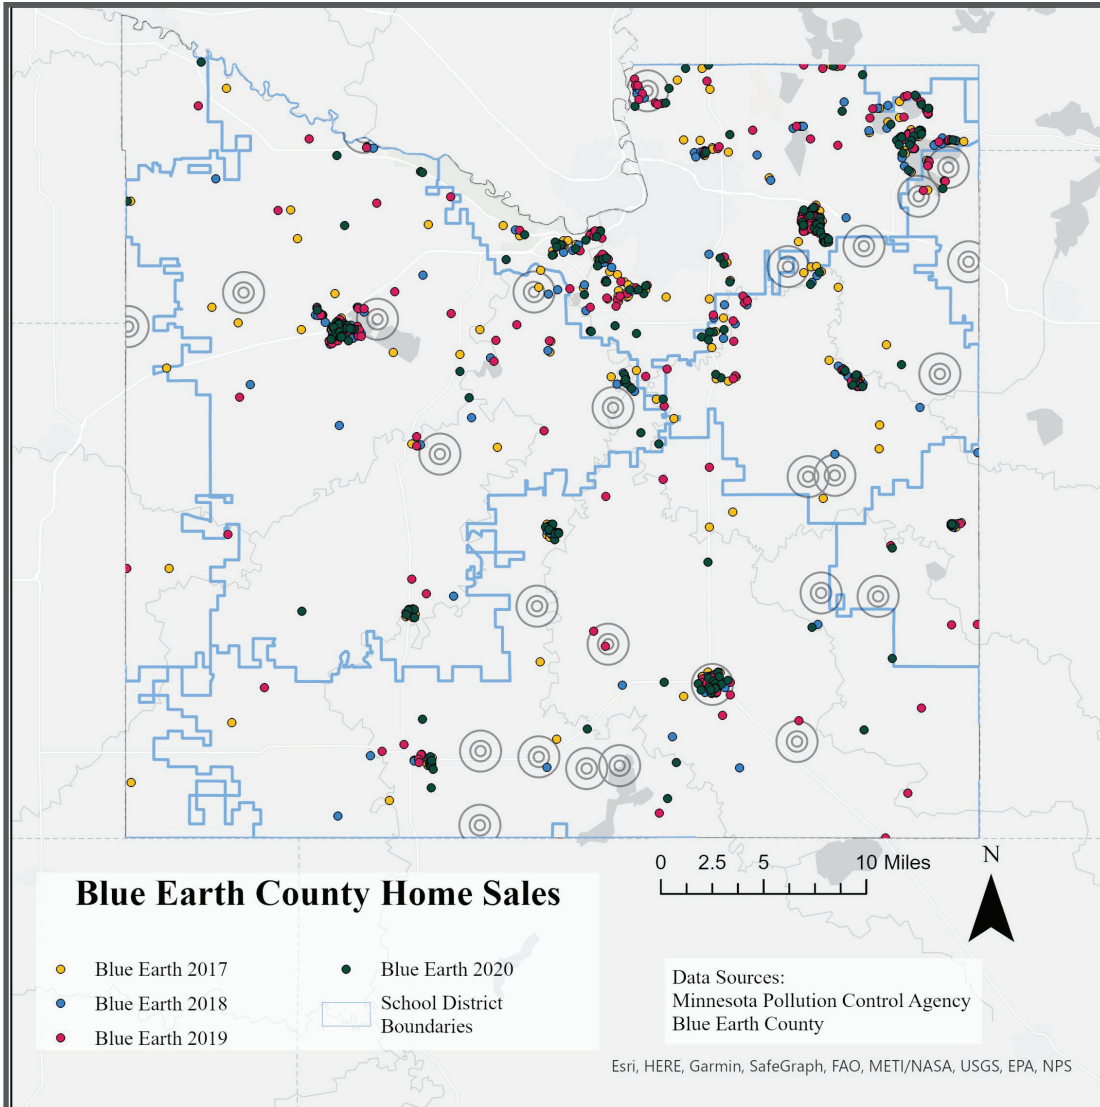 0 2.5 5 10 Miles
N
Blue Earth County Home Sales
Blue Earth 2017
Blue Earth 2018
Blue Earth 2019
Blue Earth 2020
School District
Boundaries
Data Sources:
Minnesota Pollution Control Agency
Blue Earth County
Esri, HERE, Garmin, SafeGraph, FAO, METI/NASA, USGS, EPA, NPS